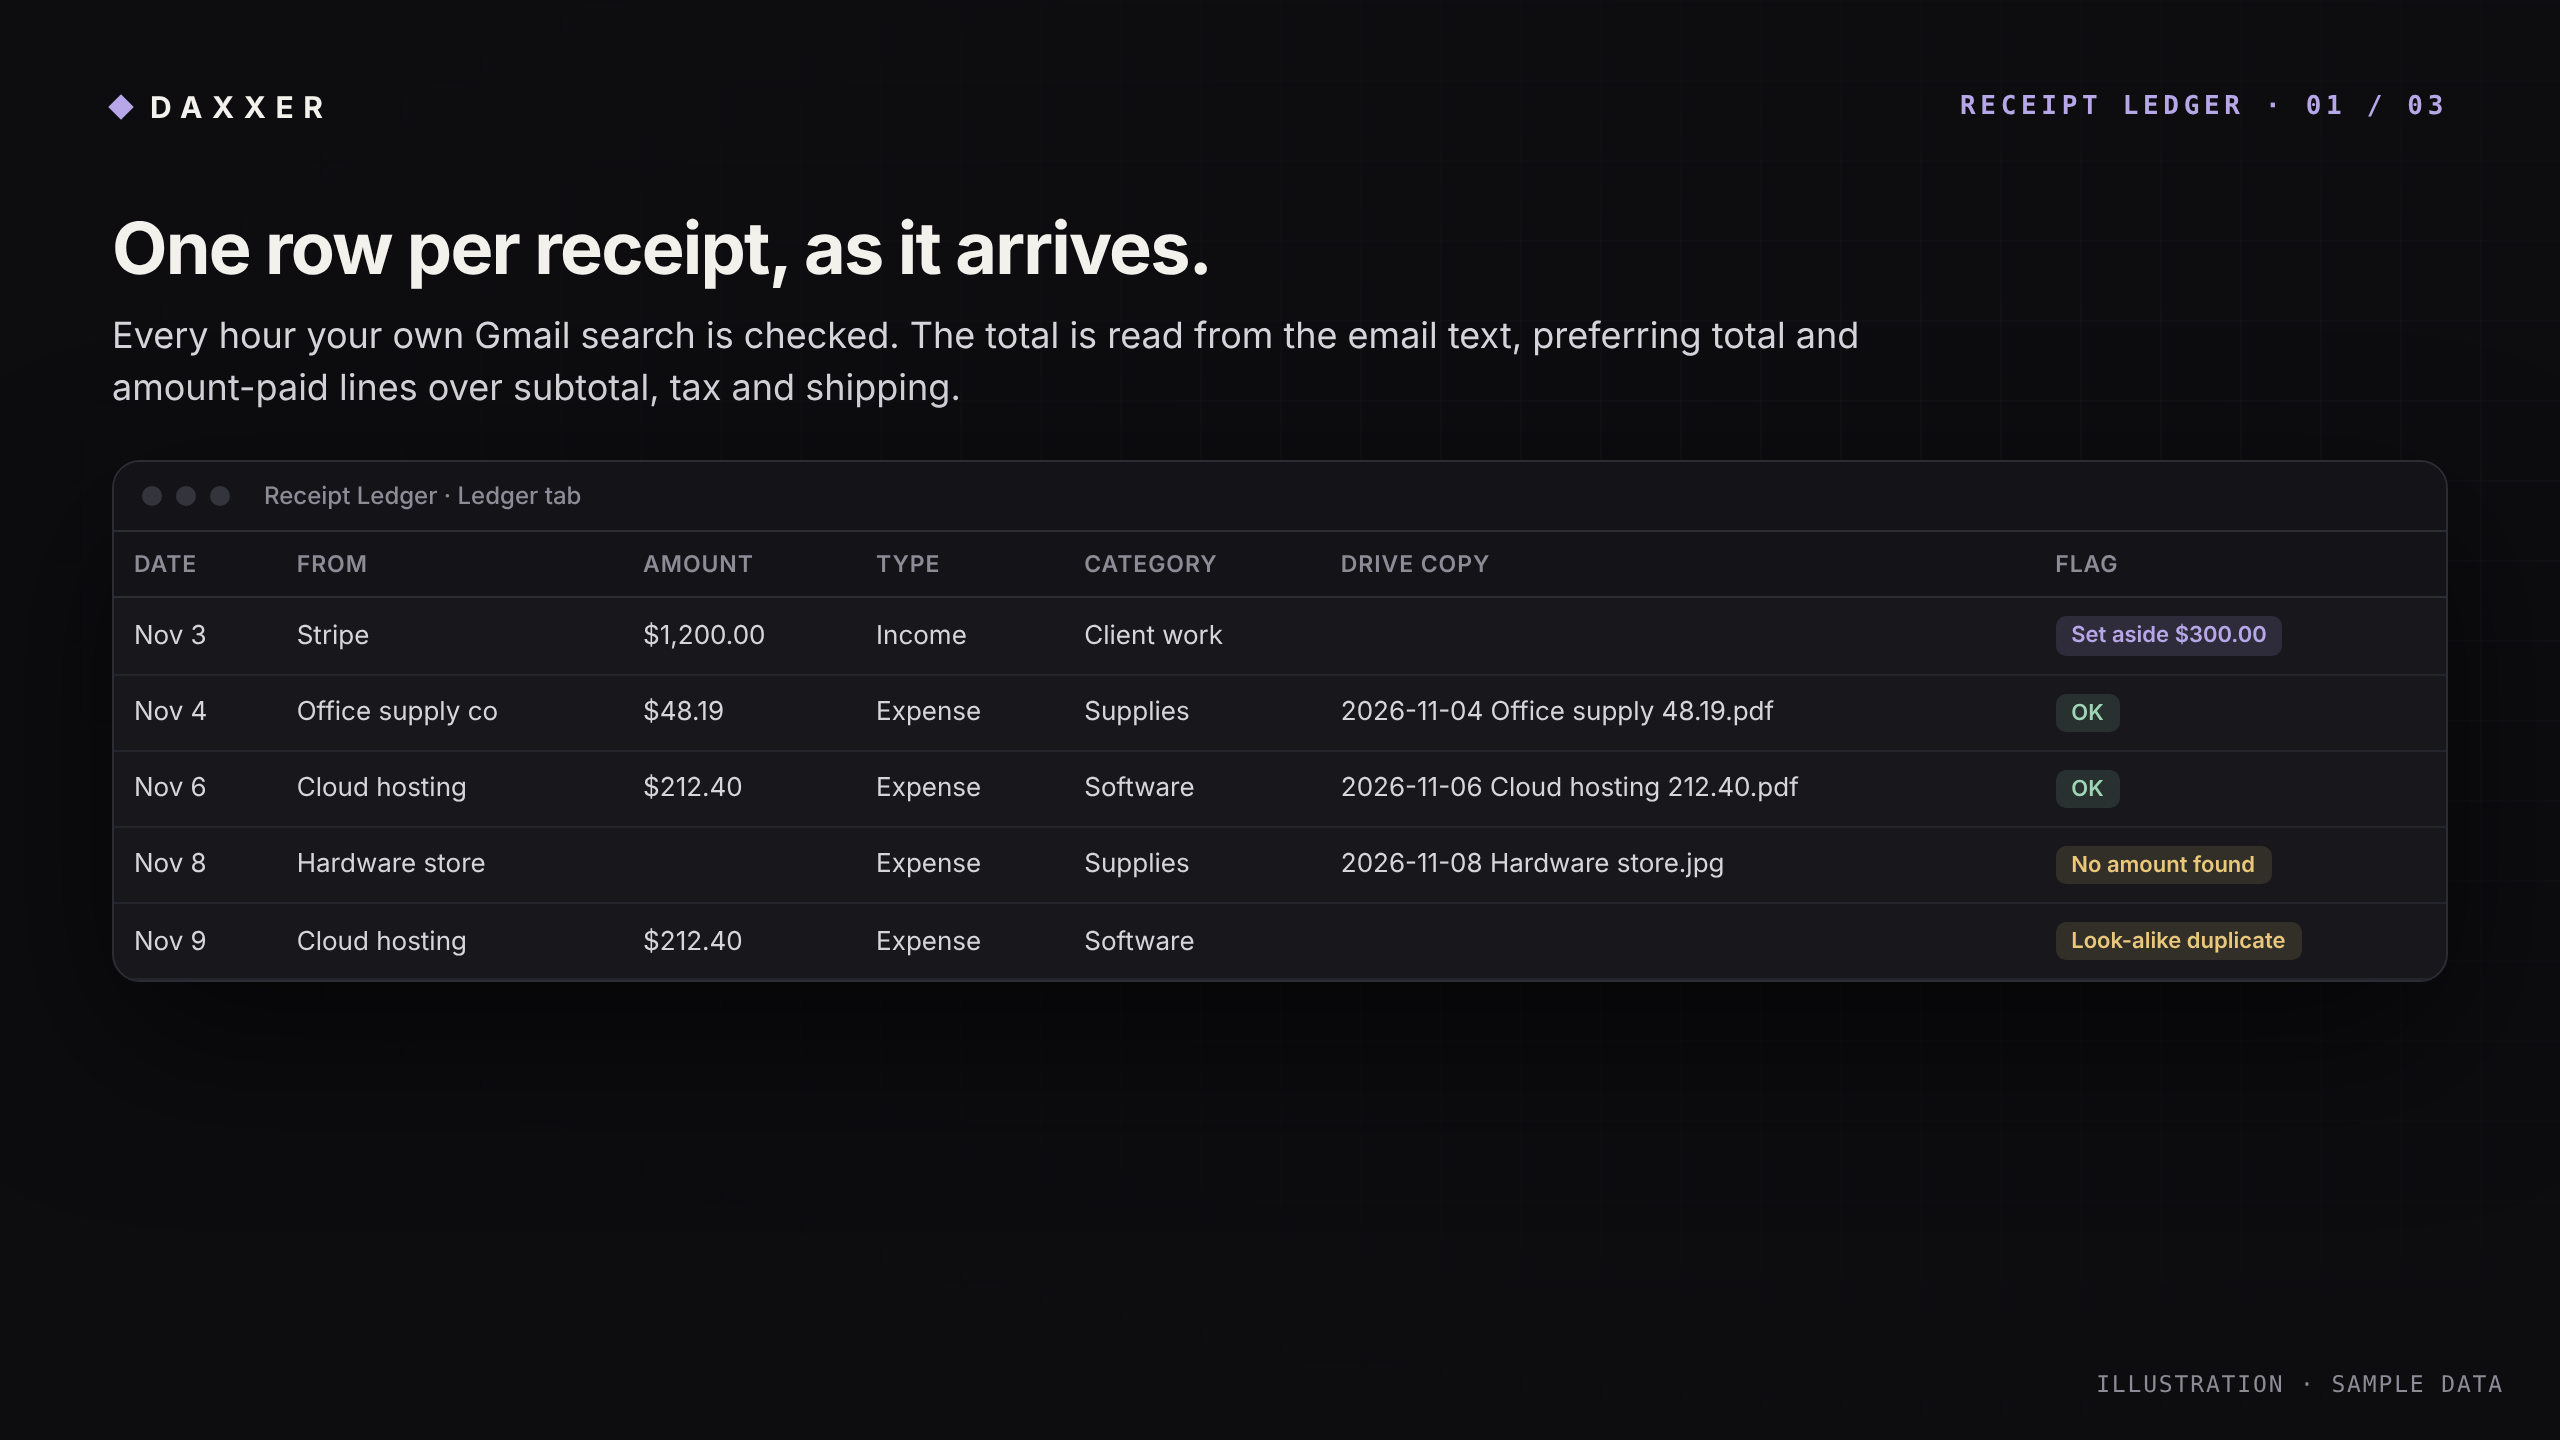 DAXXER
RECEIPT LEDGER · 01 / 03
One row per receipt, as it arrives.
Every hour your own Gmail search is checked. The total is read from the email text, preferring total and
amount-paid lines over subtotal, tax and shipping.
Receipt Ledger · Ledger tab
DATE FROM AMOUNT TYPE CATEGORY DRIVE COPY FLAG
Nov 3 Stripe $1,200.00 Income Client work Set aside $300.00
Nov 4 Office supply co $48.19 Expense Supplies 2026-11-04 Office supply 48.19.pdf OK
Nov 6 Cloud hosting $212.40 Expense Software 2026-11-06 Cloud hosting 212.40.pdf OK
Nov 8 Hardware store Expense Supplies 2026-11-08 Hardware store.jpg No amount found
Nov 9 Cloud hosting $212.40 Expense Software Look-alike duplicate
ILLUSTRATION · SAMPLE DATA